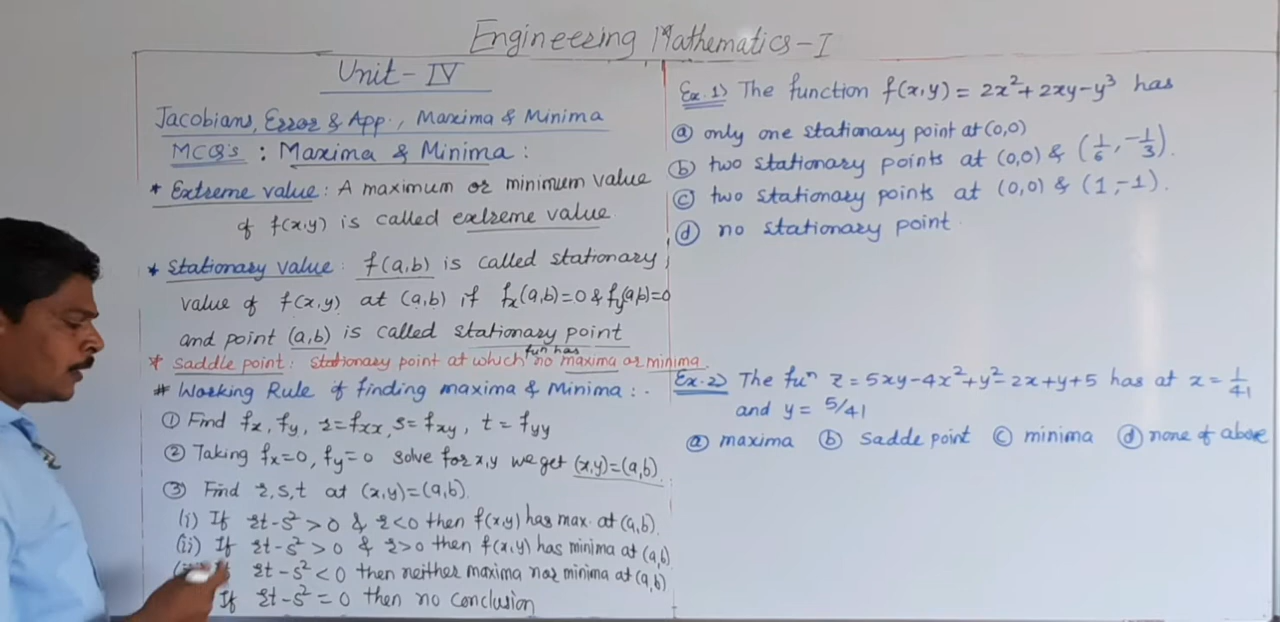 Engineering Mathematics-I
Unit-IV
Jacobians, Error & App., Maxima & Minima
MCQ's : Maxima & Minima :
* Extreme value : A maximum or minimum value
of f(x,y) is called extreme value.
* Stationary value : f(a,b) is called stationary
value of f(x,y) at (a,b) if fx(a,b)=0 & fy(a,b)=0
and point (a,b) is called stationary point
* Saddle point : Stationary point at which fun has no maxima or minima.
# Working Rule of finding maxima & Minima :-
① Find fx, fy, r=fxx, s=fxy, t=fyy
② Taking fx=0, fy=0 solve for x,y we get (x,y)=(a,b).
③ Find r,s,t at (x,y)=(a,b).
(i) If rt-s²>0 & r<0 then f(x,y) has max. at (a,b).
(ii) If rt-s²>0 & r>0 then f(x,y) has minima at (a,b)
rt-s²<0 then neither maxima nor minima at (a,b)
If rt-s²=0 then no conclusion
Ex.1) The function f(x,y) = 2x²+2xy-y³ has
ⓐ only one stationary point at (0,0)
ⓑ two stationary points at (0,0) & (1/6, -1/3).
ⓒ two stationary points at (0,0) & (1,-1).
ⓓ no stationary point
Ex.2) The fuⁿ z=5xy-4x²+y²-2x+y+5 has at x=1/41
and y= 5/41
ⓐ maxima ⓑ sadde point ⓒ minima ⓓ none of above